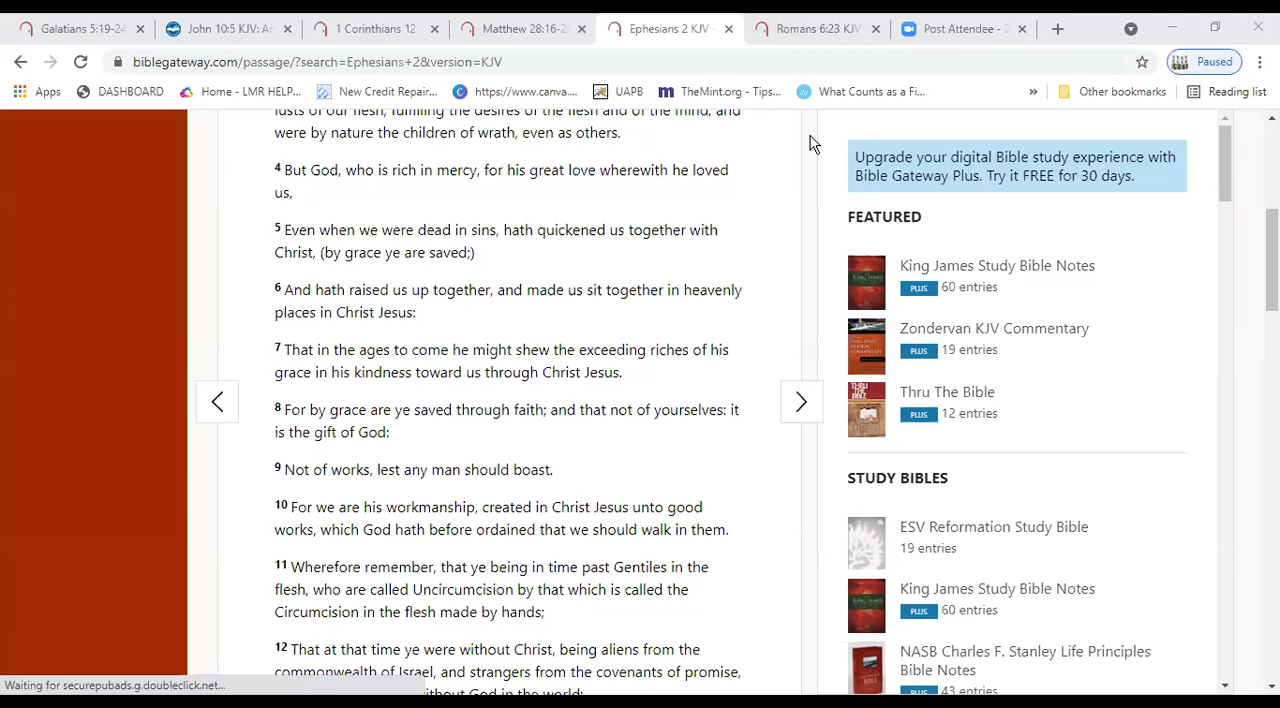 Galatians 5:19-24
John 10:5 KJV: A
1 Corinthians 12
Matthew 28:16-2
Ephesians 2 KJV -
Romans 6:23 KJV
Post Attendee - Z
biblegateway.com/passage/?search=Ephesians+2&version=KJV
Paused
Apps
DASHBOARD
Home - LMR HELP...
New Credit Repair...
https://www.canva....
UAPB
TheMint.org - Tips...
What Counts as a Fi...
»
Other bookmarks
Reading list
lusts of our flesh, fulfilling the desires of the flesh and of the mind; and
were by nature the children of wrath, even as others.
4 But God, who is rich in mercy, for his great love wherewith he loved
us,
5 Even when we were dead in sins, hath quickened us together with
Christ, (by grace ye are saved;)
6 And hath raised us up together, and made us sit together in heavenly
places in Christ Jesus:
7 That in the ages to come he might shew the exceeding riches of his
grace in his kindness toward us through Christ Jesus.
8 For by grace are ye saved through faith; and that not of yourselves: it
is the gift of God:
9 Not of works, lest any man should boast.
10 For we are his workmanship, created in Christ Jesus unto good
works, which God hath before ordained that we should walk in them.
11 Wherefore remember, that ye being in time past Gentiles in the
flesh, who are called Uncircumcision by that which is called the
Circumcision in the flesh made by hands;
12 That at that time ye were without Christ, being aliens from the
commonwealth of Israel, and strangers from the covenants of promise,
without God in the world:
Upgrade your digital Bible study experience with
Bible Gateway Plus. Try it FREE for 30 days.
FEATURED
King James Study Bible Notes
PLUS 60 entries
Zondervan KJV Commentary
PLUS 19 entries
THRU THE BIBLE
Thru The Bible
PLUS 12 entries
STUDY BIBLES
ESV Reformation Study Bible
19 entries
King James Study Bible Notes
PLUS 60 entries
NASB Charles F. Stanley Life Principles
Bible Notes
PLUS 43 entries
Waiting for securepubads.g.doubleclick.net...